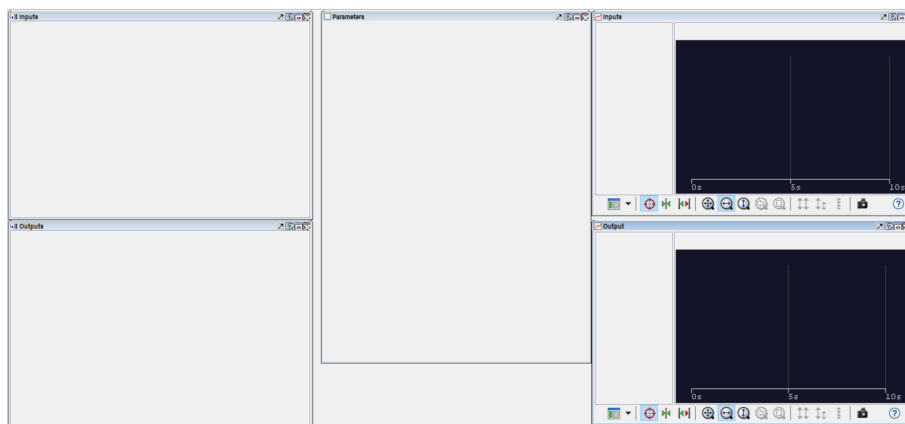 Inputs
Parameters
Inputs
0s 5s 10s
Outputs
Output
0s 5s 10s